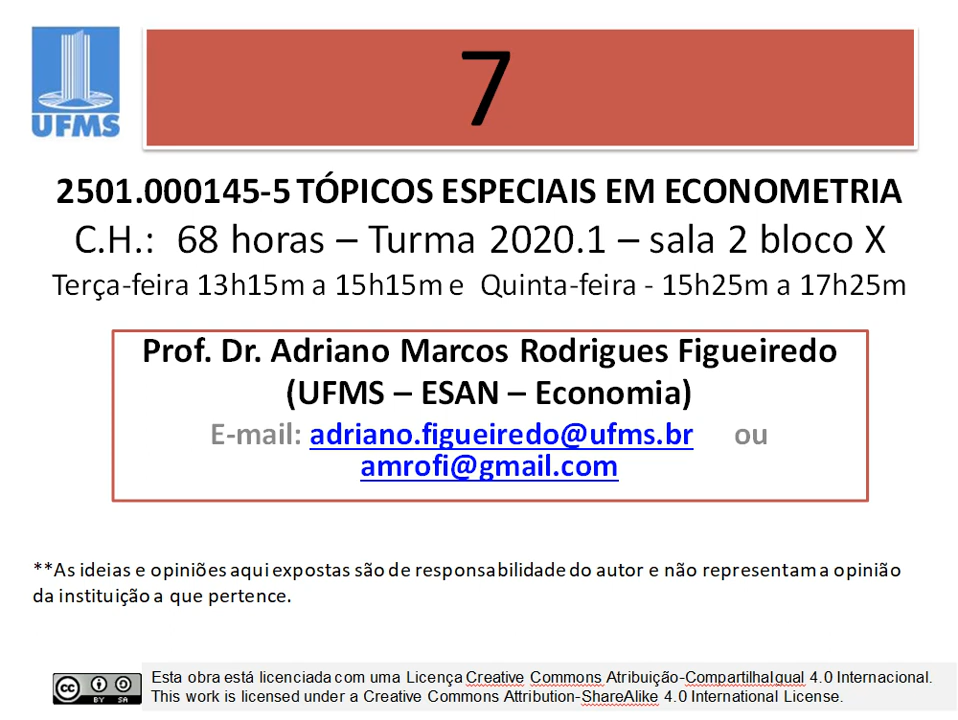 UFMS
7
2501.000145-5 TÓPICOS ESPECIAIS EM ECONOMETRIA
C.H.: 68 horas – Turma 2020.1 – sala 2 bloco X
Terça-feira 13h15m a 15h15m e Quinta-feira - 15h25m a 17h25m
Prof. Dr. Adriano Marcos Rodrigues Figueiredo
(UFMS – ESAN – Economia)
E-mail: adriano.figueiredo@ufms.br ou
amrofi@gmail.com
**As ideias e opiniões aqui expostas são de responsabilidade do autor e não representam a opinião
da instituição a que pertence.
cc BY SA
Esta obra está licenciada com uma Licença Creative Commons Atribuição-CompartilhaIgual 4.0 Internacional.
This work is licensed under a Creative Commons Attribution-ShareAlike 4.0 International License.